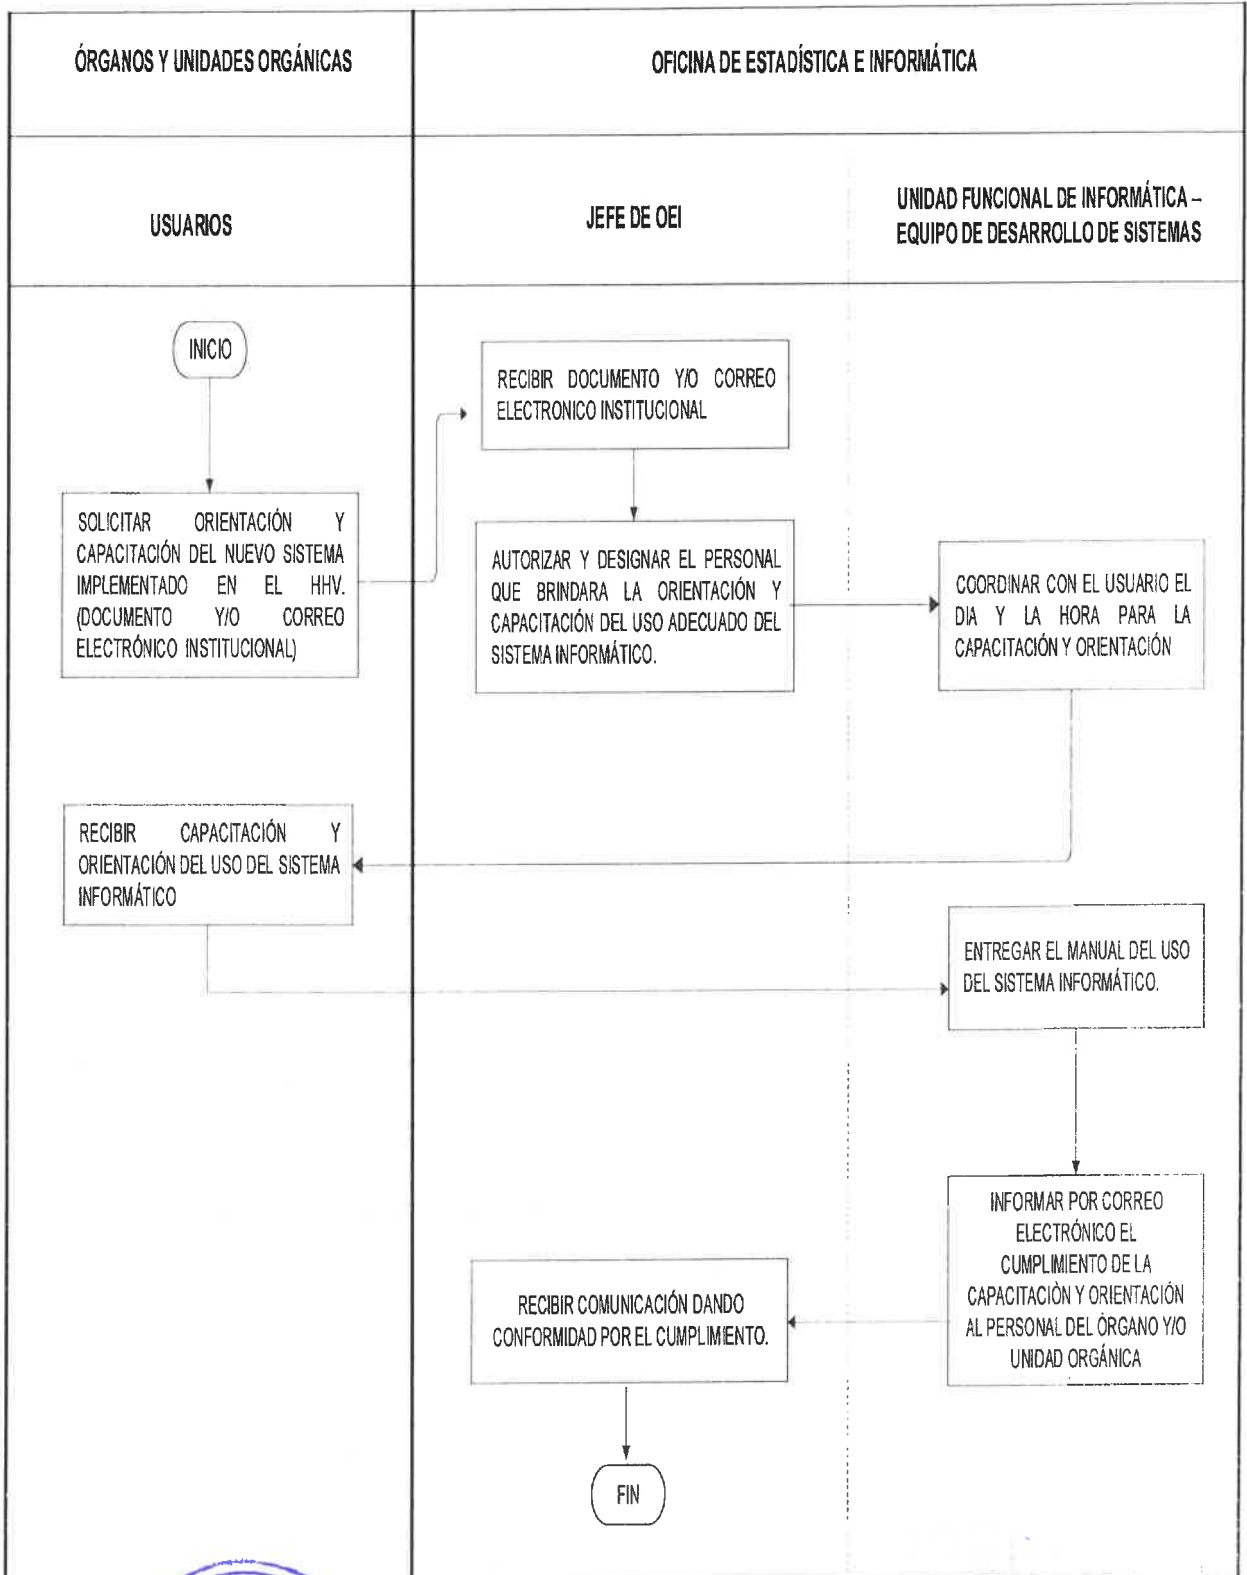 ÓRGANOS Y UNIDADES ORGÁNICAS
OFICINA DE ESTADÍSTICA E INFORMÁTICA
USUARIOS
JEFE DE OEI
UNIDAD FUNCIONAL DE INFORMÁTICA –
EQUIPO DE DESARROLLO DE SISTEMAS
INICIO
SOLICITAR ORIENTACIÓN Y
CAPACITACIÓN DEL NUEVO SISTEMA
IMPLEMENTADO EN EL HHV.
(DOCUMENTO Y/O CORREO
ELECTRÓNICO INSTITUCIONAL)
RECIBIR DOCUMENTO Y/O CORREO
ELECTRONICO INSTITUCIONAL
AUTORIZAR Y DESIGNAR EL PERSONAL
QUE BRINDARA LA ORIENTACIÓN Y
CAPACITACIÓN DEL USO ADECUADO DEL
SISTEMA INFORMÁTICO.
COORDINAR CON EL USUARIO EL
DIA Y LA HORA PARA LA
CAPACITACIÓN Y ORIENTACIÓN
RECIBIR CAPACITACIÓN Y
ORIENTACIÓN DEL USO DEL SISTEMA
INFORMÁTICO
ENTREGAR EL MANUAL DEL USO
DEL SISTEMA INFORMÁTICO.
INFORMAR POR CORREO
ELECTRÓNICO EL
CUMPLIMIENTO DE LA
CAPACITACIÓN Y ORIENTACIÓN
AL PERSONAL DEL ÓRGANO Y/O
UNIDAD ORGÁNICA
RECIBIR COMUNICACIÓN DANDO
CONFORMIDAD POR EL CUMPLIMIENTO.
FIN